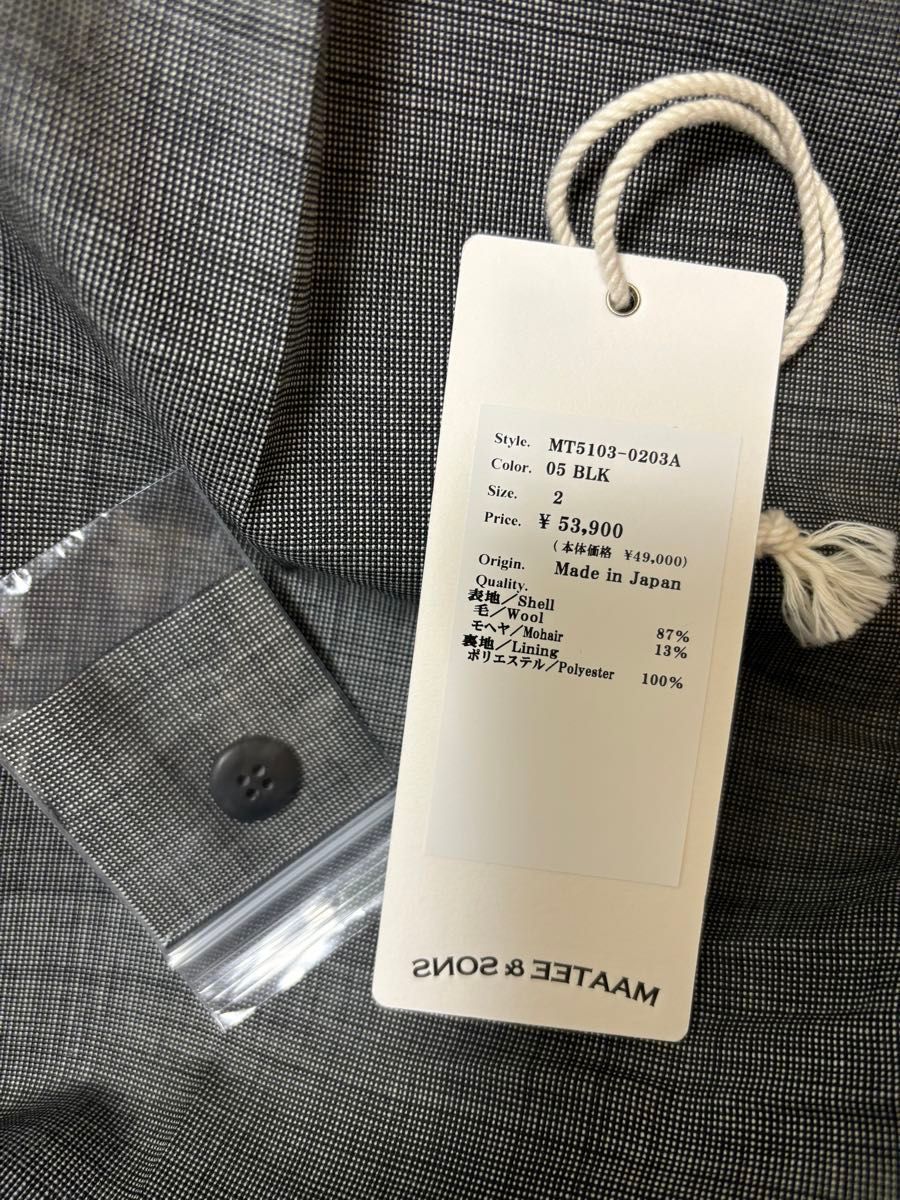 Style. MT5103-0203A
Color. 05 BLK
Size. 2
Price. ¥ 53,900
(本体価格 ¥49,000)
Origin. Made in Japan
Quality.
表地/Shell
毛/Wool 87%
モヘヤ/Mohair 13%
裏地/Lining
ポリエステル/Polyester 100%
MAATEE & SONS